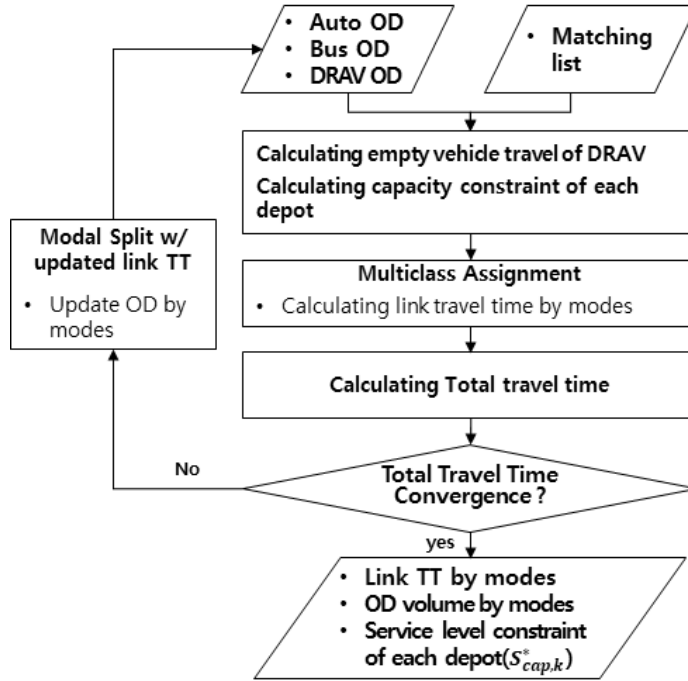 • Auto OD
• Bus OD
• DRAV OD
• Matching
list
Calculating empty vehicle travel of DRAV
Calculating capacity constraint of each
depot
Modal Split w/
updated link TT
• Update OD by
modes
Multiclass Assignment
• Calculating link travel time by modes
Calculating Total travel time
No
Total Travel Time
Convergence ?
yes
• Link TT by modes
• OD volume by modes
• Service level constraint
of each depot($S^*_{cap,k}$)